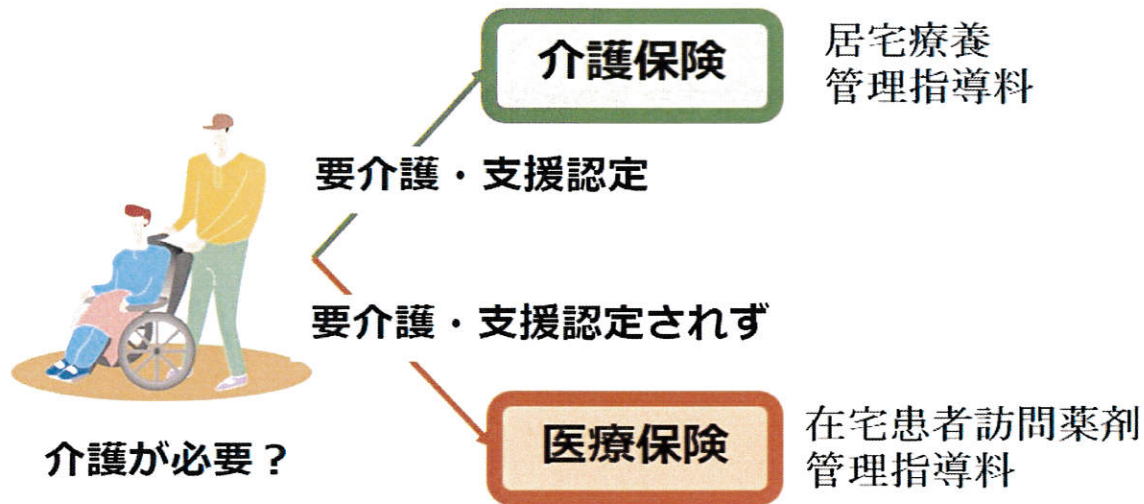 介護保険
居宅療養
管理指導料
要介護・支援認定
要介護・支援認定されず
介護が必要？
医療保険
在宅患者訪問薬剤
管理指導料